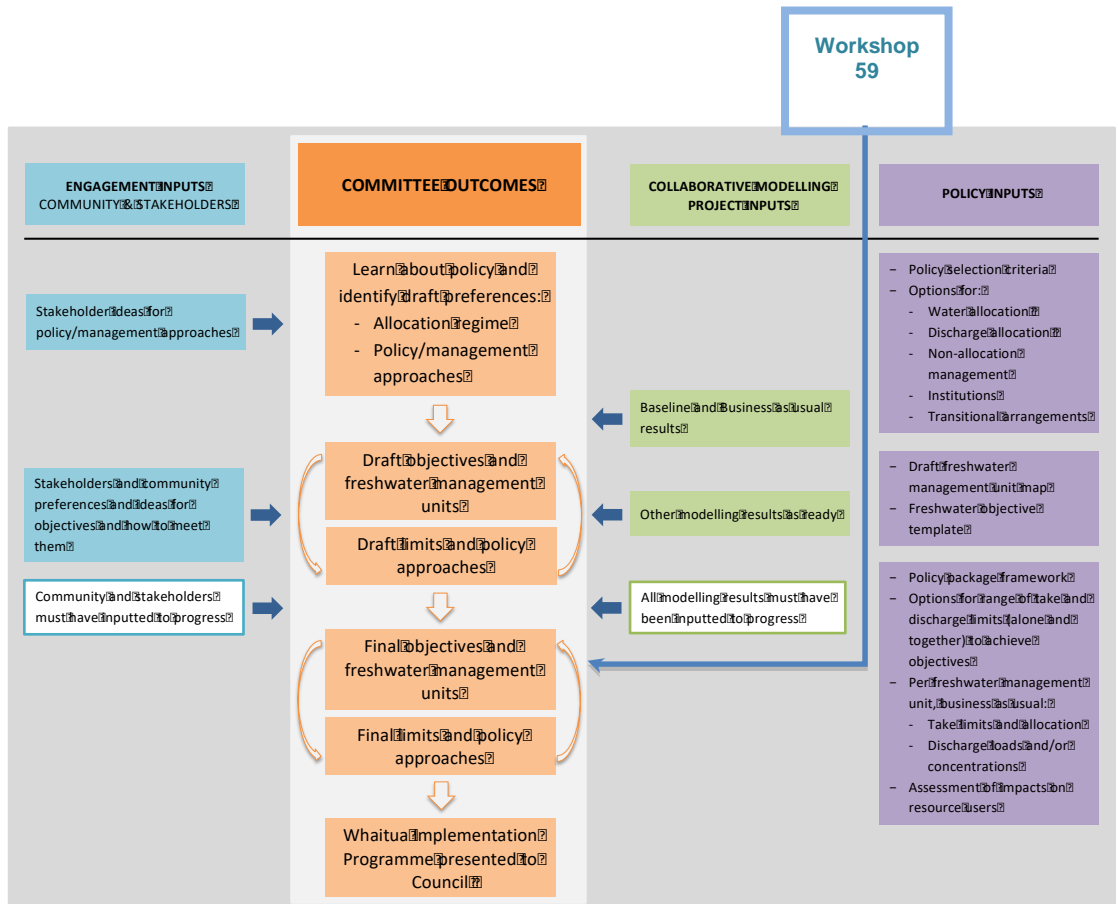 Workshop
59
ENGAGEMENT INPUTS
COMMUNITY & STAKEHOLDERS
COMMITTEE OUTCOMES
COLLABORATIVE MODELLING
PROJECT INPUTS
POLICY INPUTS
Stakeholder ideas for
policy/management approaches
Stakeholders and community
preferences and ideas for
objectives and how to meet
them
Community and stakeholders
must have inputted to progress
Learn about policy and
identify draft preferences:
- Allocation regime
- Policy/management
approaches
Draft objectives and
freshwater management
units
Draft limits and policy
approaches
Final objectives and
freshwater management
units
Final limits and policy
approaches
Whaitua Implementation
Programme presented to
Council
Baseline and Business as usual
results
Other modelling results as ready
All modelling results must have
been inputted to progress
– Policy selection criteria
– Options for:
- Water allocation
- Discharge allocation
- Non-allocation
management
- Institutions
- Transitional arrangements
– Draft freshwater
management unit map
– Freshwater objective
template
– Policy package framework
– Options for range of take and
discharge limits (alone and
together) to achieve
objectives
– Per freshwater management
unit, business as usual:
- Take limits and allocation
- Discharge loads and/or
concentrations
– Assessment of impacts on
resource users